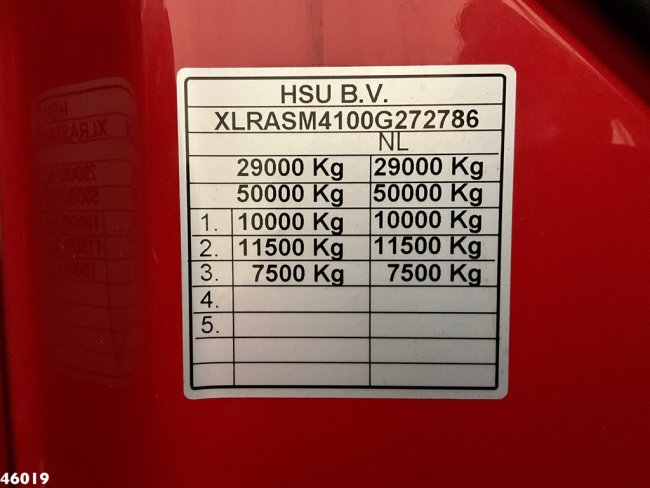 HSU B.V.
XLRASM4100G272786
NL
29000 Kg 29000 Kg
50000 Kg 50000 Kg
1. 10000 Kg 10000 Kg
2. 11500 Kg 11500 Kg
3. 7500 Kg 7500 Kg
4.
5.
46019